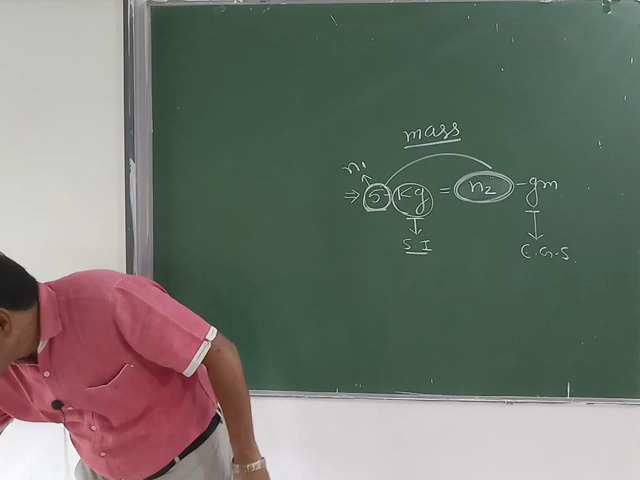 mass
n1
⇒ 5-Kg = n2 - gm
S.I
C.G.S.